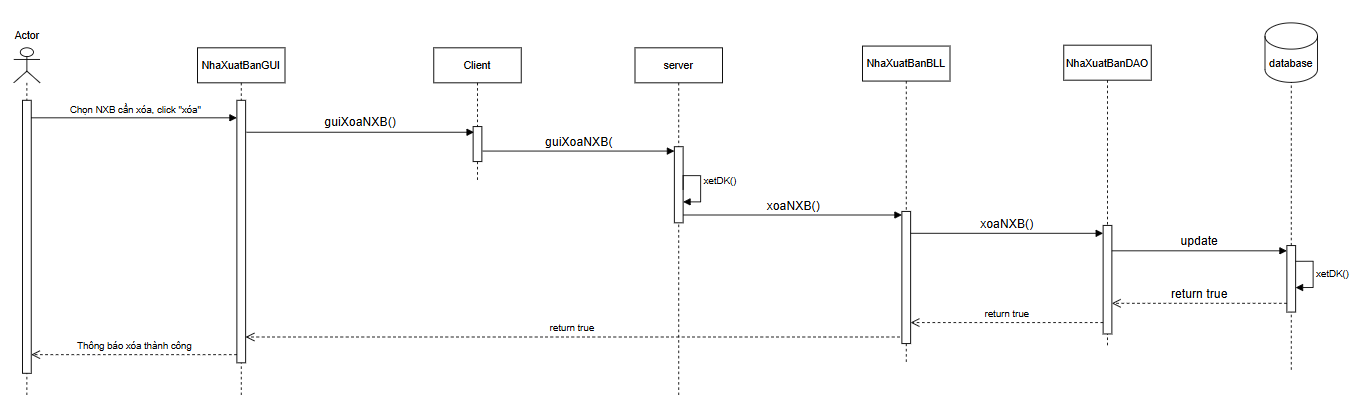 Actor
NhaXuatBanGUI
Client
server
NhaXuatBanBLL
NhaXuatBanDAO
database
Chọn NXB cần xóa, click "xóa"
guiXoaNXB()
guiXoaNXB(
xetDK()
xoaNXB()
xoaNXB()
update
xetDK()
return true
return true
return true
Thông báo xóa thành công